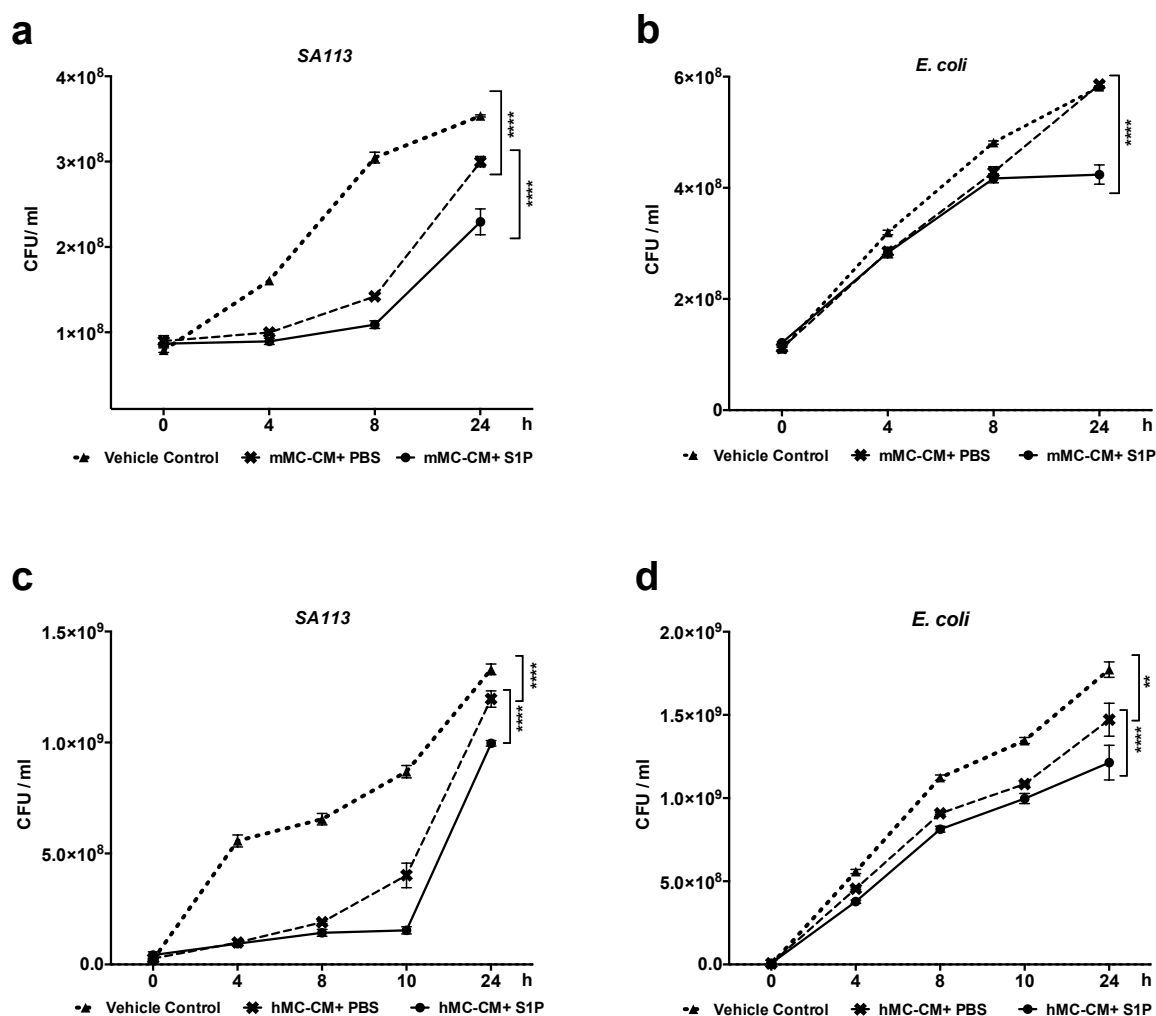 a
SA113
4×10⁸
3×10⁸
2×10⁸
1×10⁸
CFU/ ml
0 4 8 24 h
****
****
Vehicle Control mMC-CM+ PBS mMC-CM+ S1P
b
E. coli
6×10⁸
4×10⁸
2×10⁸
0
CFU / ml
0 4 8 24 h
****
Vehicle Control mMC-CM+ PBS mMC-CM+ S1P
c
SA113
1.5×10⁹
1.0×10⁹
5.0×10⁸
0.0
CFU / ml
0 4 8 10 24 h
****
****
Vehicle Control hMC-CM+ PBS hMC-CM+ S1P
d
E. coli
2.0×10⁹
1.5×10⁹
1.0×10⁹
5.0×10⁸
0.0
CFU / ml
0 4 8 10 24 h
**
****
Vehicle Control hMC-CM+ PBS hMC-CM+ S1P